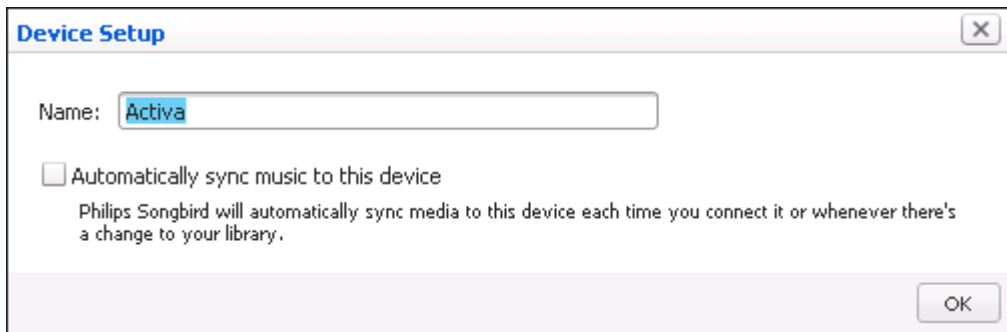 Device Setup
Name: Activa
Automatically sync music to this device
Philips Songbird will automatically sync media to this device each time you connect it or whenever there's
a change to your library.
OK